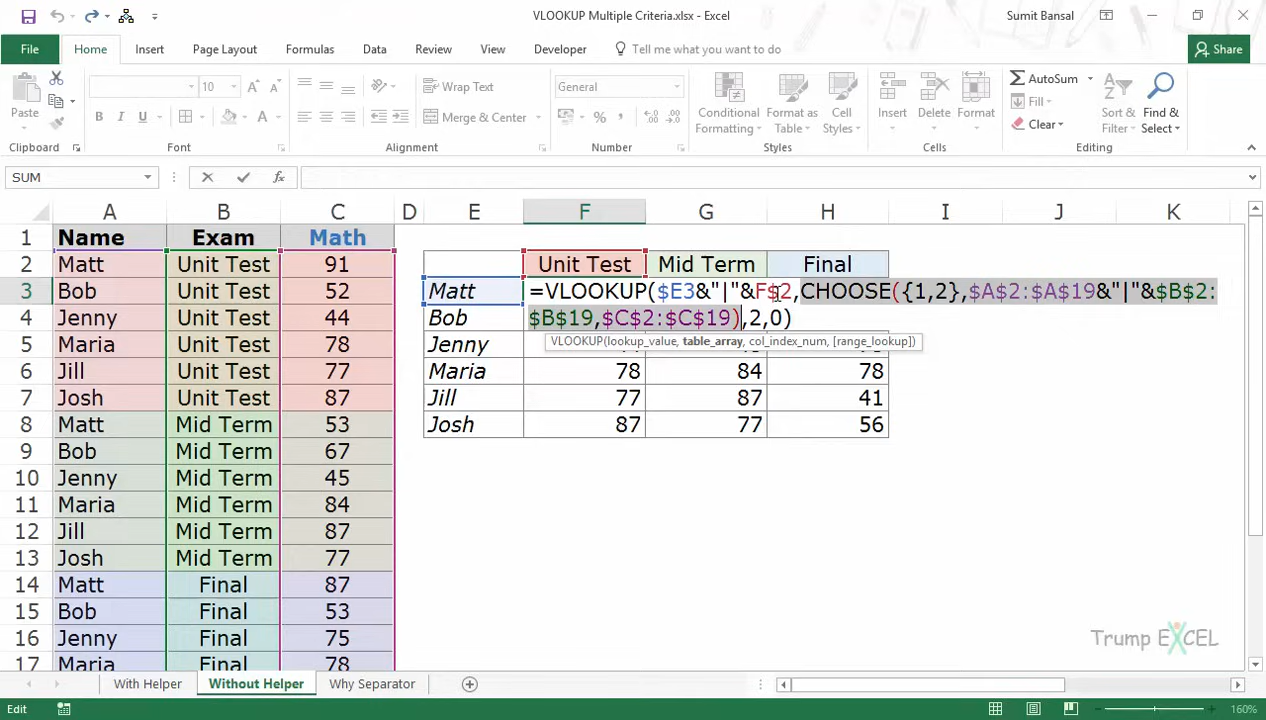 VLOOKUP Multiple Criteria.xlsx - Excel
Sumit Bansal
File Home Insert Page Layout Formulas Data Review View Developer Tell me what you want to do Share
Paste
Clipboard
10
B I U A
Font
Wrap Text
Merge & Center
Alignment
General
% ,
Number
Conditional Formatting
Format as Table
Cell Styles
Styles
Insert Delete Format
Cells
AutoSum
Fill
Clear
Sort & Filter
Find & Select
Editing
SUM
fx
A B C D E F G H I J K
1 Name Exam Math
2 Matt Unit Test 91 Unit Test Mid Term Final
3 Bob Unit Test 52 Matt =VLOOKUP($E3&"|"&F$2,CHOOSE({1,2},$A$2:$A$19&"|"&$B$2:
4 Jenny Unit Test 44 Bob $B$19,$C$2:$C$19),2,0)
VLOOKUP(lookup_value, table_array, col_index_num, [range_lookup])
5 Maria Unit Test 78 Jenny
6 Jill Unit Test 77 Maria 78 84 78
7 Josh Unit Test 87 Jill 77 87 41
8 Matt Mid Term 53 Josh 87 77 56
9 Bob Mid Term 67
10 Jenny Mid Term 45
11 Maria Mid Term 84
12 Jill Mid Term 87
13 Josh Mid Term 77
14 Matt Final 87
15 Bob Final 53
16 Jenny Final 75
17 Maria Final 78
Trump EXCEL
With Helper Without Helper Why Separator
Edit
160%